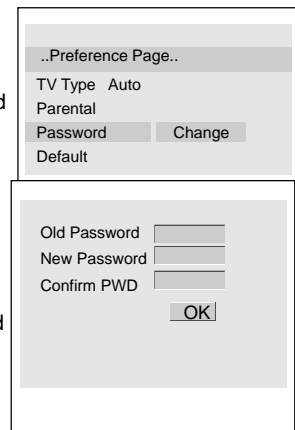 ..Preference Page..
TV Type Auto
Parental
Password Change
Default
Old Password
New Password
Confirm PWD
OK